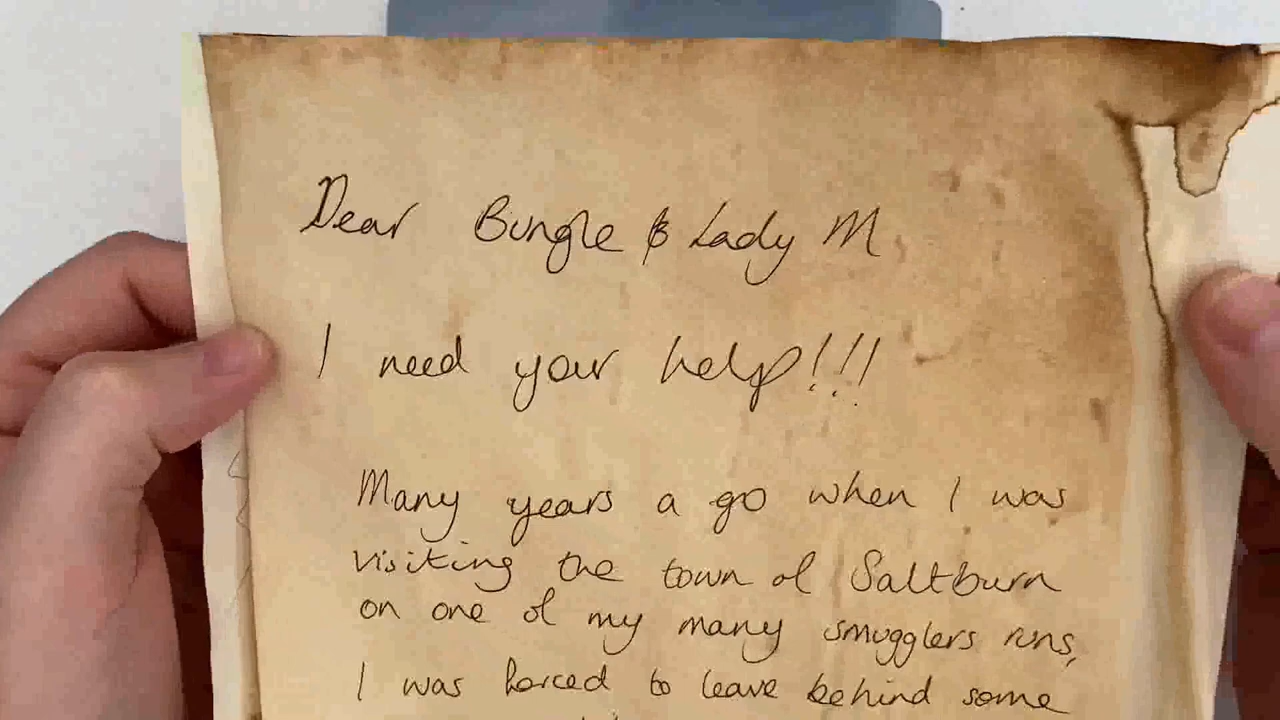 Dear Bungle & Lady M
I need your help!!!
Many years a go when I was
visiting the town of Saltburn
on one of my many smugglers runs,
I was forced to leave behind some